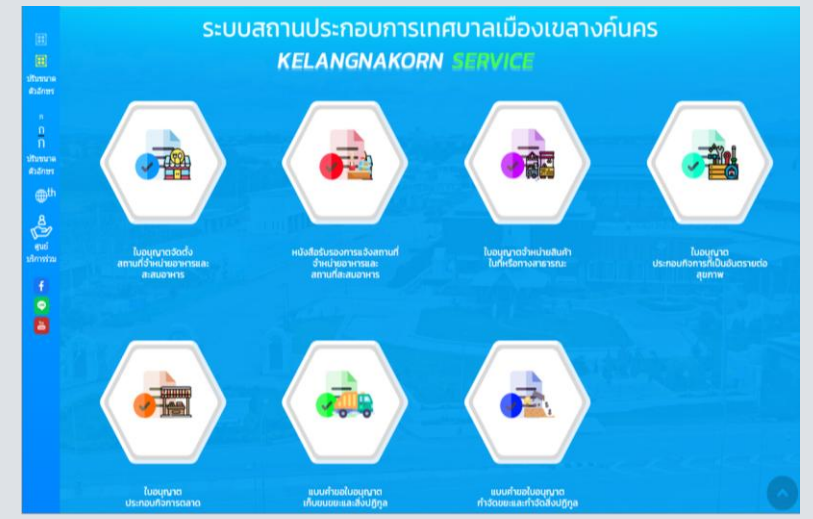 ระบบสถานประกอบการเทศบาลเมืองเขลางค์นคร
KELANGNAKORN SERVICE
ปรับขนาด
ตัวอักษร
ก
ก
ก
ปรับขนาด
ตัวอักษร
th
ศูนย์
บริการร่วม
ใบอนุญาตจัดตั้ง
สถานที่จำหน่ายอาหารและ
สะสมอาหาร
หนังสือรับรองการแจ้งสถานที่
จำหน่ายอาหารและ
สถานที่สะสมอาหาร
ใบอนุญาตจำหน่ายสินค้า
ในที่หรือทางสาธารณะ
ใบอนุญาต
ประกอบกิจการที่เป็นอันตรายต่อ
สุขภาพ
ใบอนุญาต
ประกอบกิจการตลาด
แบบคำขอใบอนุญาต
เก็บขนขยะและสิ่งปฏิกูล
แบบคำขอใบอนุญาต
กำจัดขยะและกำจัดสิ่งปฏิกูล